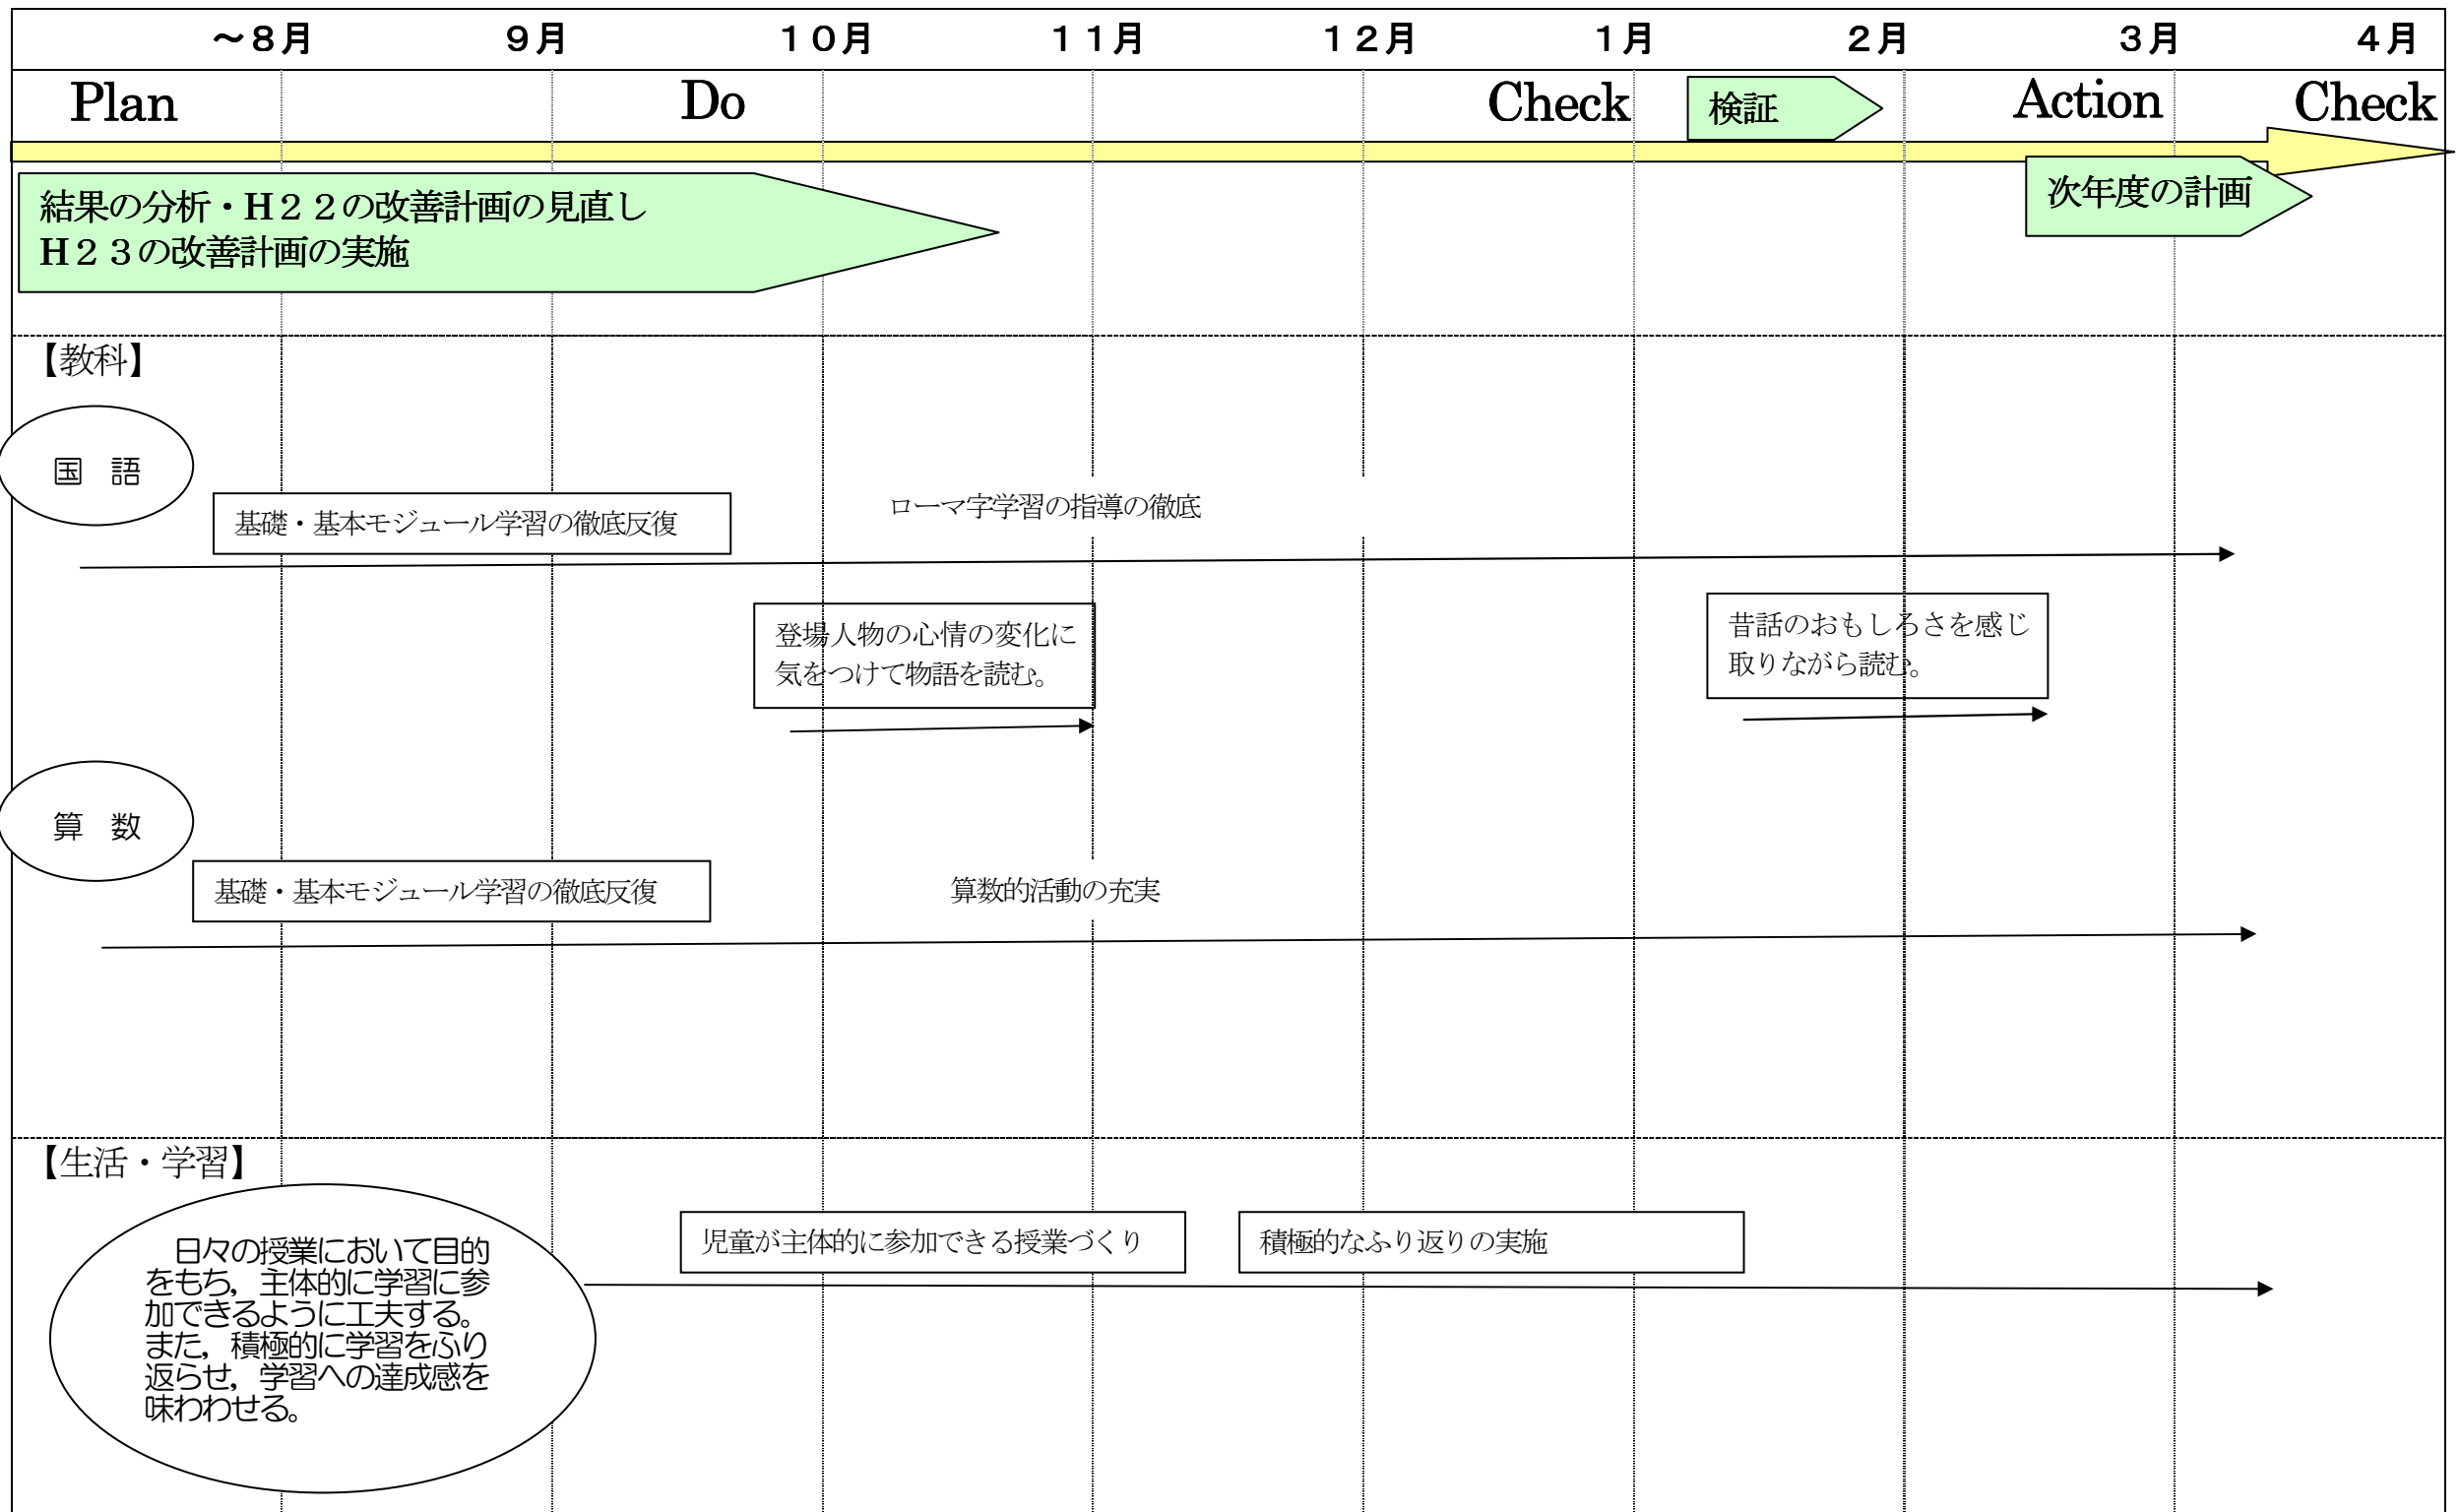 ～８月 ９月 １０月 １１月 １２月 １月 ２月 ３月 ４月
Plan Do Check 検証 Action Check
結果の分析・H２２の改善計画の見直し
H２３の改善計画の実施
次年度の計画
【教科】
国　語
基礎・基本モジュール学習の徹底反復
ローマ字学習の指導の徹底
登場人物の心情の変化に
気をつけて物語を読む。
昔話のおもしろさを感じ
取りながら読む。
算　数
基礎・基本モジュール学習の徹底反復
算数的活動の充実
【生活・学習】
日々の授業において目的
をもち，主体的に学習に参
加できるように工夫する。
また，積極的に学習をふり
返らせ，学習への達成感を
味わわせる。
児童が主体的に参加できる授業づくり
積極的なふり返りの実施